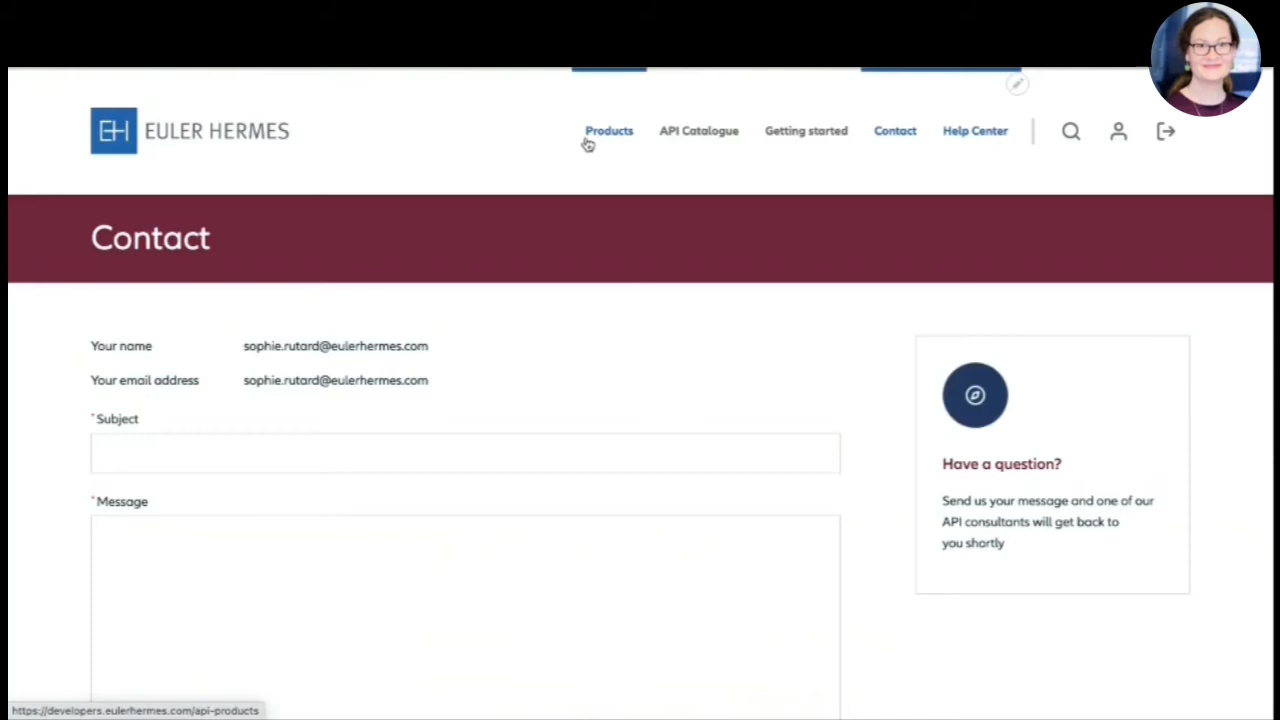 EH EULER HERMES
Products API Catalogue Getting started Contact Help Center
Contact
Your name sophie.rutard@eulerhermes.com
Your email address sophie.rutard@eulerhermes.com
*Subject
*Message
Have a question?
Send us your message and one of our
API consultants will get back to
you shortly
https://developers.eulerhermes.com/api-products